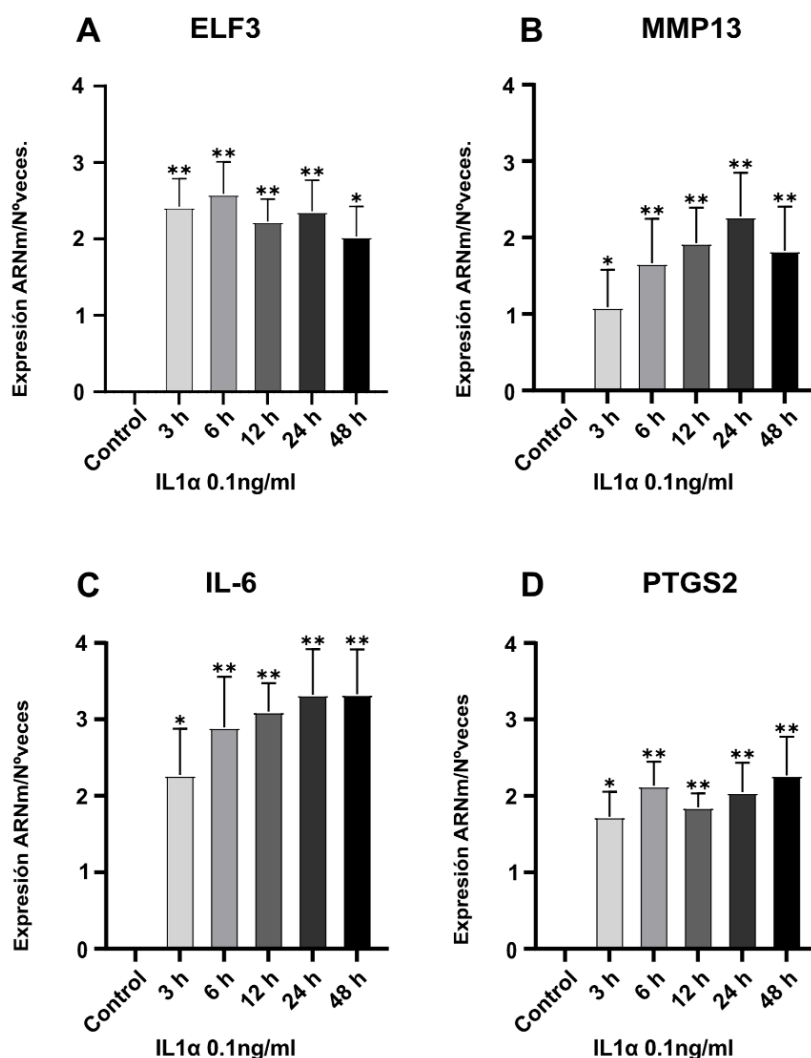 A ELF3
Expresión ARNm/Nºveces.
4
3
2
1
0
** ** ** ** *
Control 3 h 6 h 12 h 24 h 48 h
IL1α 0.1ng/ml
B MMP13
Expresión ARNm/Nºveces.
4
3
2
1
0
* ** ** ** **
Control 3 h 6 h 12 h 24 h 48 h
IL1α 0.1ng/ml
C IL-6
Expresión ARNm/Nºveces
4
3
2
1
0
* ** ** ** **
Control 3 h 6 h 12 h 24 h 48 h
IL1α 0.1ng/ml
D PTGS2
Expresión ARNm/Nºveces
4
3
2
1
0
* ** ** ** **
Control 3 h 6 h 12 h 24 h 48 h
IL1α 0.1ng/ml